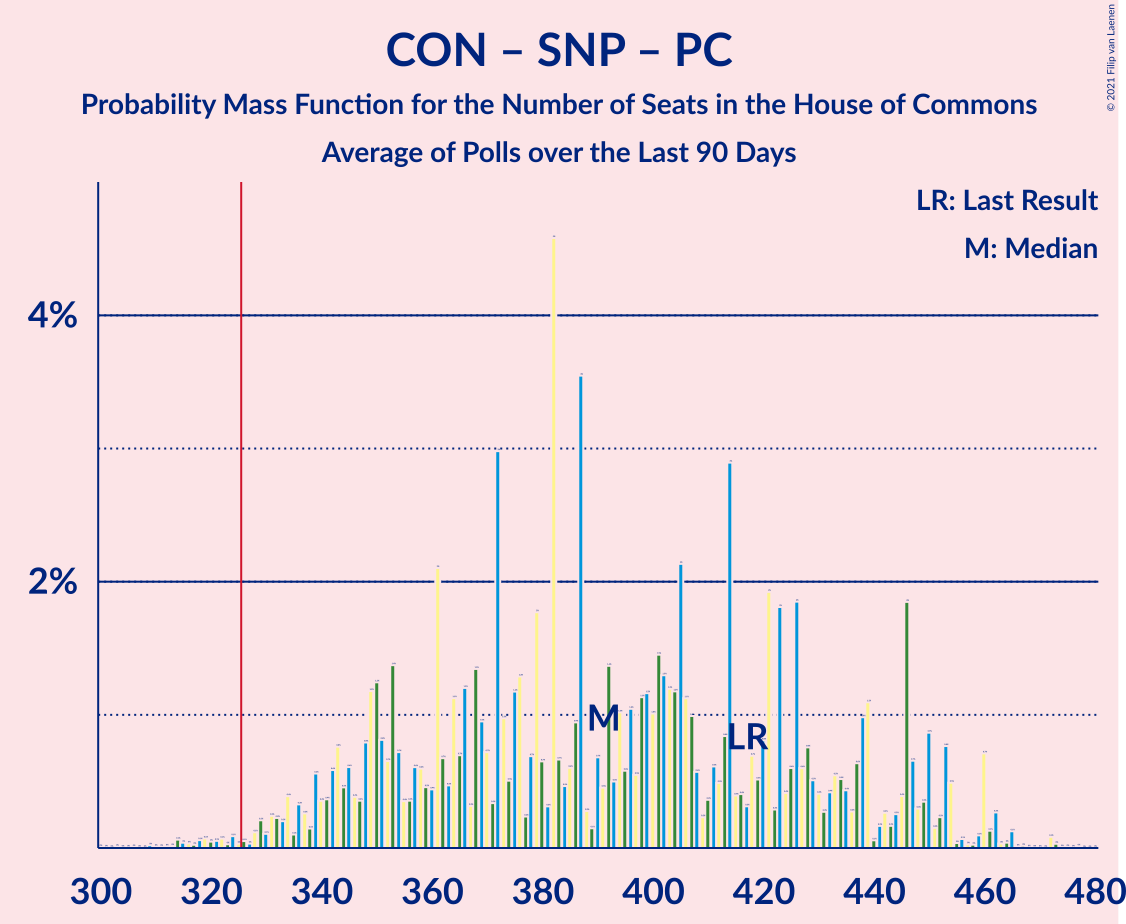 CON – SNP – PC
Probability Mass Function for the Number of Seats in the House of Commons
Average of Polls over the Last 90 Days
© 2021 Filip van Laenen
LR: Last Result
M: Median
4%
2%
M
LR
300 320 340 360 380 400 420 440 460 480